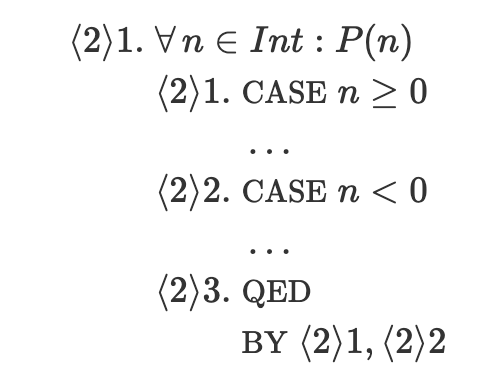 ⟨2⟩1. ∀ n ∈ Int : P(n)
⟨2⟩1. CASE n ≥ 0
...
⟨2⟩2. CASE n < 0
...
⟨2⟩3. QED
BY ⟨2⟩1, ⟨2⟩2